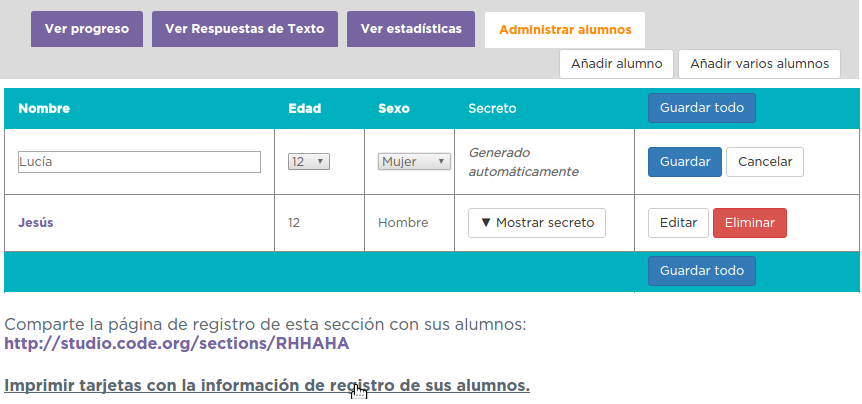 Ver progreso Ver Respuestas de Texto Ver estadísticas Administrar alumnos
Añadir alumno Añadir varios alumnos
Nombre Edad Sexo Secreto Guardar todo
Lucía 12 Mujer Generado automáticamente Guardar Cancelar
Jesús 12 Hombre ▼ Mostrar secreto Editar Eliminar
Guardar todo
Comparte la página de registro de esta sección con sus alumnos:
http://studio.code.org/sections/RHHAHA
Imprimir tarjetas con la información de registro de sus alumnos.